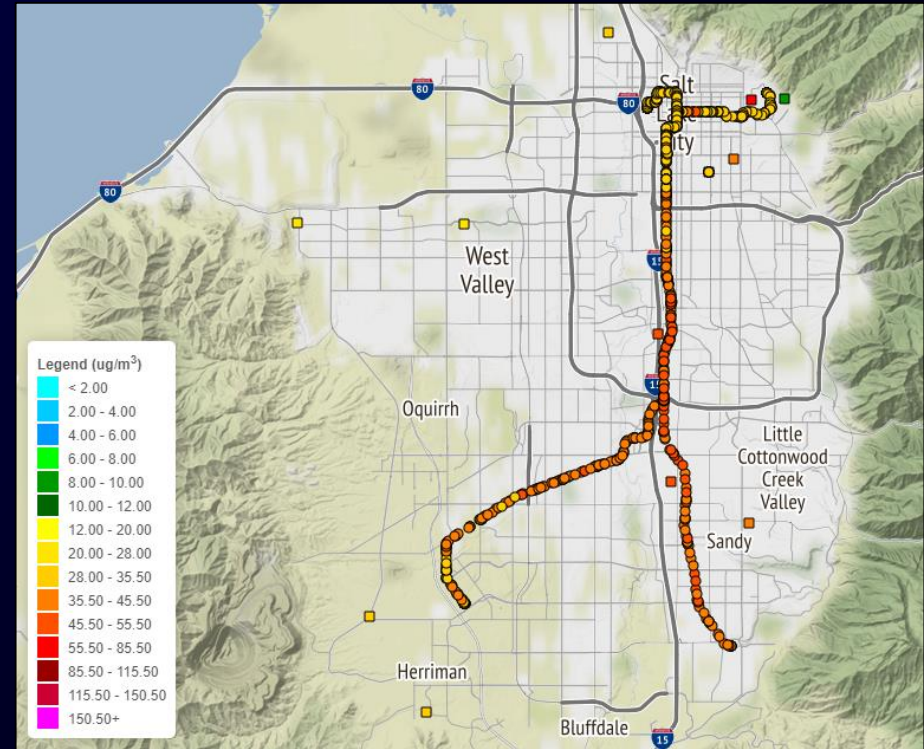 80
80
Salt
Lake
City
80
West
Valley
15
Legend (ug/m³)
< 2.00
2.00 - 4.00
4.00 - 6.00
6.00 - 8.00
8.00 - 10.00
10.00 - 12.00
12.00 - 20.00
20.00 - 28.00
28.00 - 35.50
35.50 - 45.50
45.50 - 55.50
55.50 - 85.50
85.50 - 115.50
115.50 - 150.50
150.50+
15
Oquirrh
Little
Cottonwood
Creek
Valley
Sandy
Herriman
Bluffdale
15